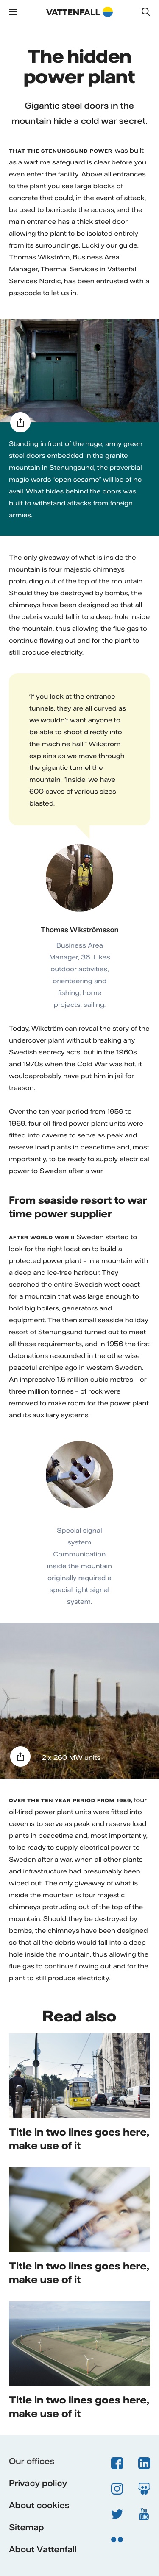 VATTENFALL
The hidden
power plant
Gigantic steel doors in the
mountain hide a cold war secret.
THAT THE STENUNGSUND POWER was built
as a wartime safeguard is clear before you
even enter the facility. Above all entrances
to the plant you see large blocks of
concrete that could, in the event of attack,
be used to barricade the access, and the
main entrance has a thick steel door
allowing the plant to be isolated entirely
from its surroundings. Luckily our guide,
Thomas Wikström, Business Area
Manager, Thermal Services in Vattenfall
Services Nordic, has been entrusted with a
passcode to let us in.
Standing in front of the huge, army green
steel doors embedded in the granite
mountain in Stenungsund, the proverbial
magic words "open sesame" will be of no
avail. What hides behind the doors was
built to withstand attacks from foreign
armies.
The only giveaway of what is inside the
mountain is four majestic chimneys
protruding out of the top of the mountain.
Should they be destroyed by bombs, the
chimneys have been designed so that all
the debris would fall into a deep hole inside
the mountain, thus allowing the flue gas to
continue flowing out and for the plant to
still produce electricity.
'If you look at the entrance
tunnels, they are all curved as
we wouldn't want anyone to
be able to shoot directly into
the machine hall," Wikström
explains as we move through
the gigantic tunnel the
mountain. "Inside, we have
600 caves of various sizes
blasted.
Thomas Wikströmsson
Business Area
Manager, 36. Likes
outdoor activities,
orienteering and
fishing, home
projects, sailing.
Today, Wikström can reveal the story of the
undercover plant without breaking any
Swedish secrecy acts, but in the 1960s
and 1970s when the Cold War was hot, it
wouldaprobably have put him in jail for
treason.
Over the ten-year period from 1959 to
1969, four oil-fired power plant units were
fitted into caverns to serve as peak and
reserve load plants in peacetime and, most
importantly, to be ready to supply electrical
power to Sweden after a war.
From seaside resort to war
time power supplier
AFTER WORLD WAR II Sweden started to
look for the right location to build a
protected power plant – in a mountain with
a deep and ice-free harbour. They
searched the entire Swedish west coast
for a mountain that was large enough to
hold big boilers, generators and
equipment. The then small seaside holiday
resort of Stenungsund turned out to meet
all these requirements, and in 1956 the first
detonations resounded in the otherwise
peaceful archipelago in western Sweden.
An impressive 1.5 million cubic metres – or
three million tonnes – of rock were
removed to make room for the power plant
and its auxiliary systems.
Special signal
system
Communication
inside the mountain
originally required a
special light signal
system.
2 x 260 MW units
OVER THE TEN-YEAR PERIOD FROM 1959, four
oil-fired power plant units were fitted into
caverns to serve as peak and reserve load
plants in peacetime and, most importantly,
to be ready to supply electrical power to
Sweden after a war, when all other plants
and infrastructure had presumably been
wiped out. The only giveaway of what is
inside the mountain is four majestic
chimneys protruding out of the top of the
mountain. Should they be destroyed by
bombs, the chimneys have been designed
so that all the debris would fall into a deep
hole inside the mountain, thus allowing the
flue gas to continue flowing out and for the
plant to still produce electricity.
Read also
Title in two lines goes here,
make use of it
Title in two lines goes here,
make use of it
Title in two lines goes here,
make use of it
Our offices
Privacy policy
About cookies
Sitemap
About Vattenfall
You
Tube